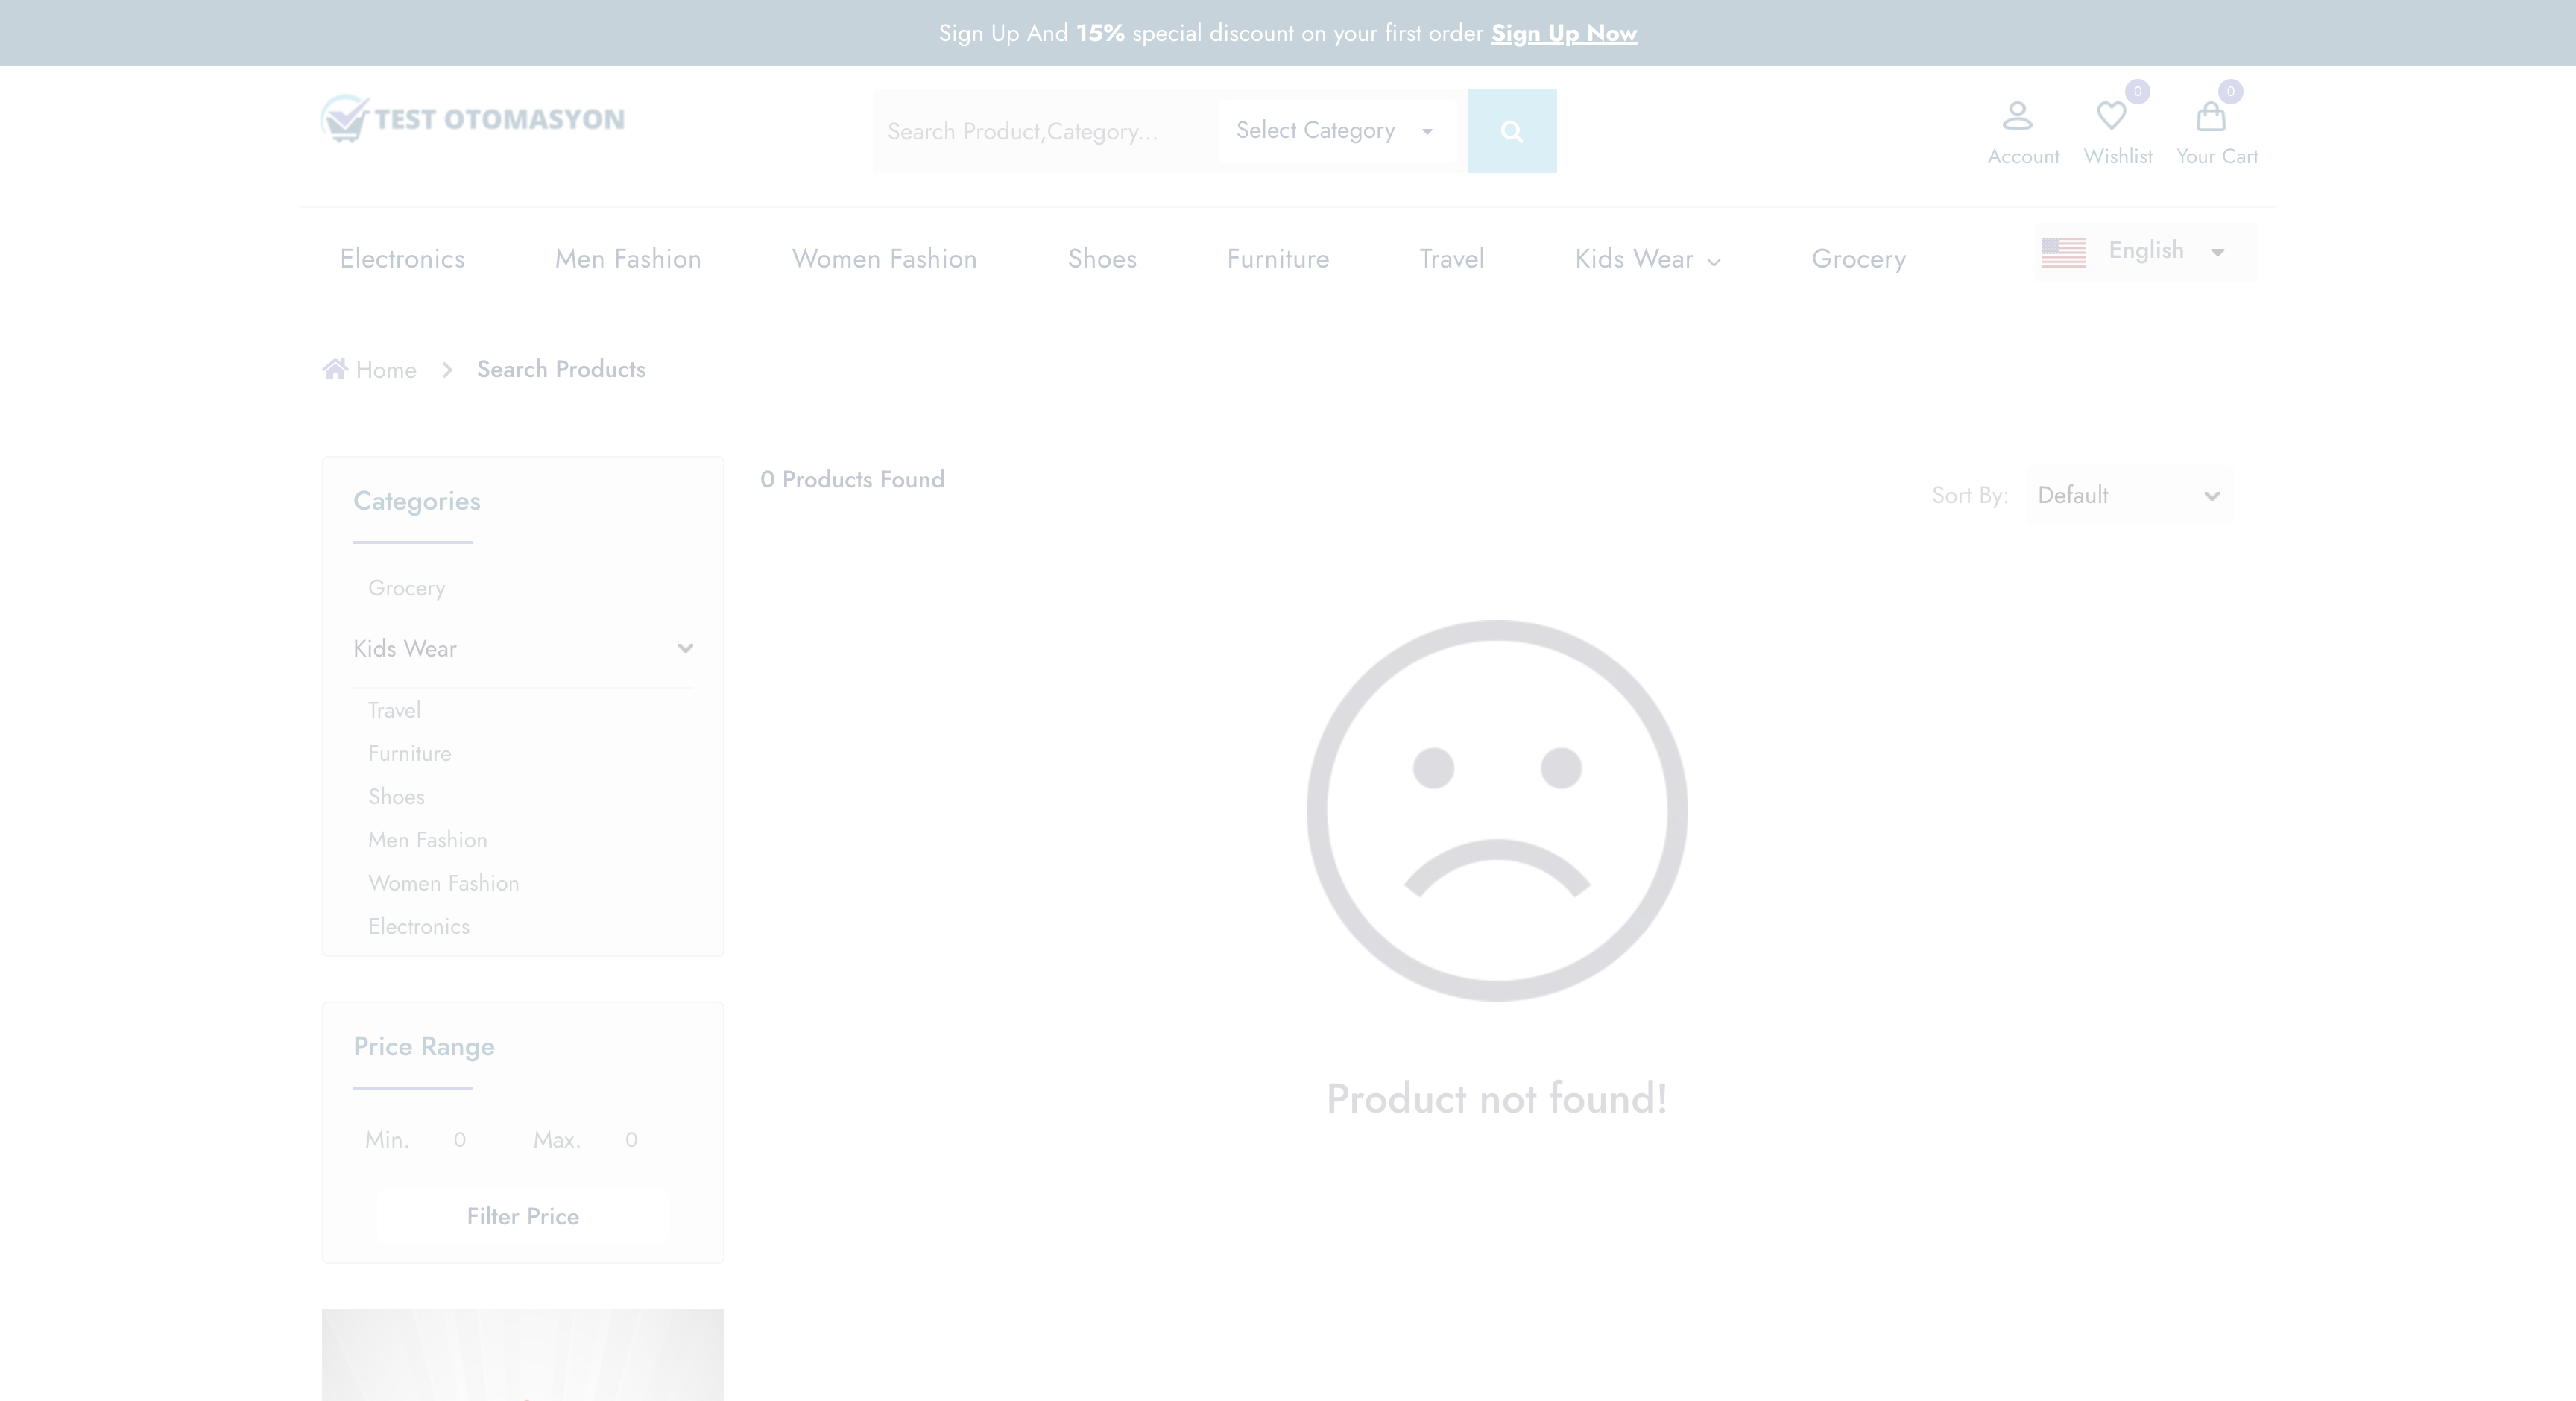 Sign Up And 15% special discount on your first order Sign Up Now
TEST OTOMASYON
Search Product,Category...
Select Category
0
0
Account
Wishlist
Your Cart
Electronics
Men Fashion
Women Fashion
Shoes
Furniture
Travel
Kids Wear
Grocery
English
Home
Search Products
Categories
Grocery
Kids Wear
Travel
Furniture
Shoes
Men Fashion
Women Fashion
Electronics
0 Products Found
Sort By:
Default
Product not found!
Price Range
Min.
0
Max.
0
Filter Price